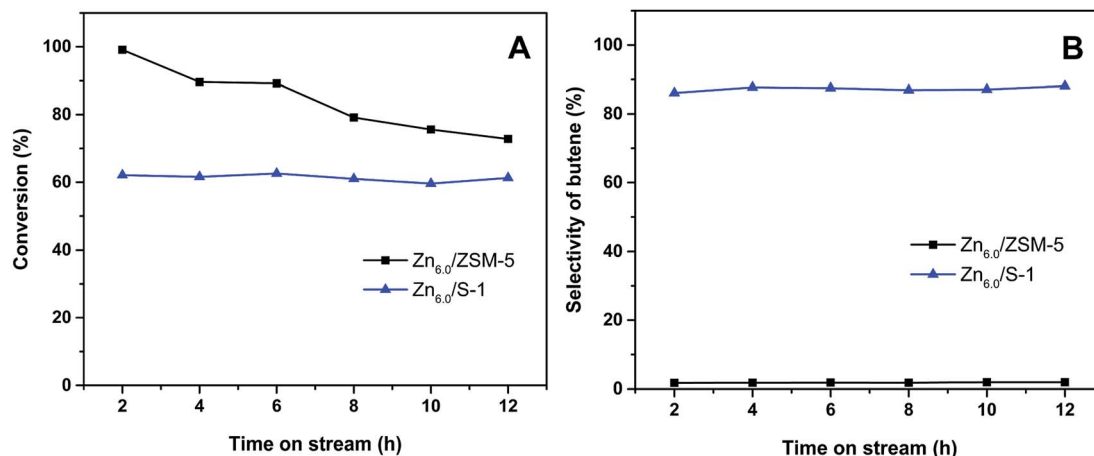 A
100
80
60
40
20
0
Conversion (%)
Zn6.0/ZSM-5
Zn6.0/S-1
2 4 6 8 10 12
Time on stream (h)
B
100
80
60
40
20
0
Selectivity of butene (%)
Zn6.0/ZSM-5
Zn6.0/S-1
2 4 6 8 10 12
Time on stream (h)